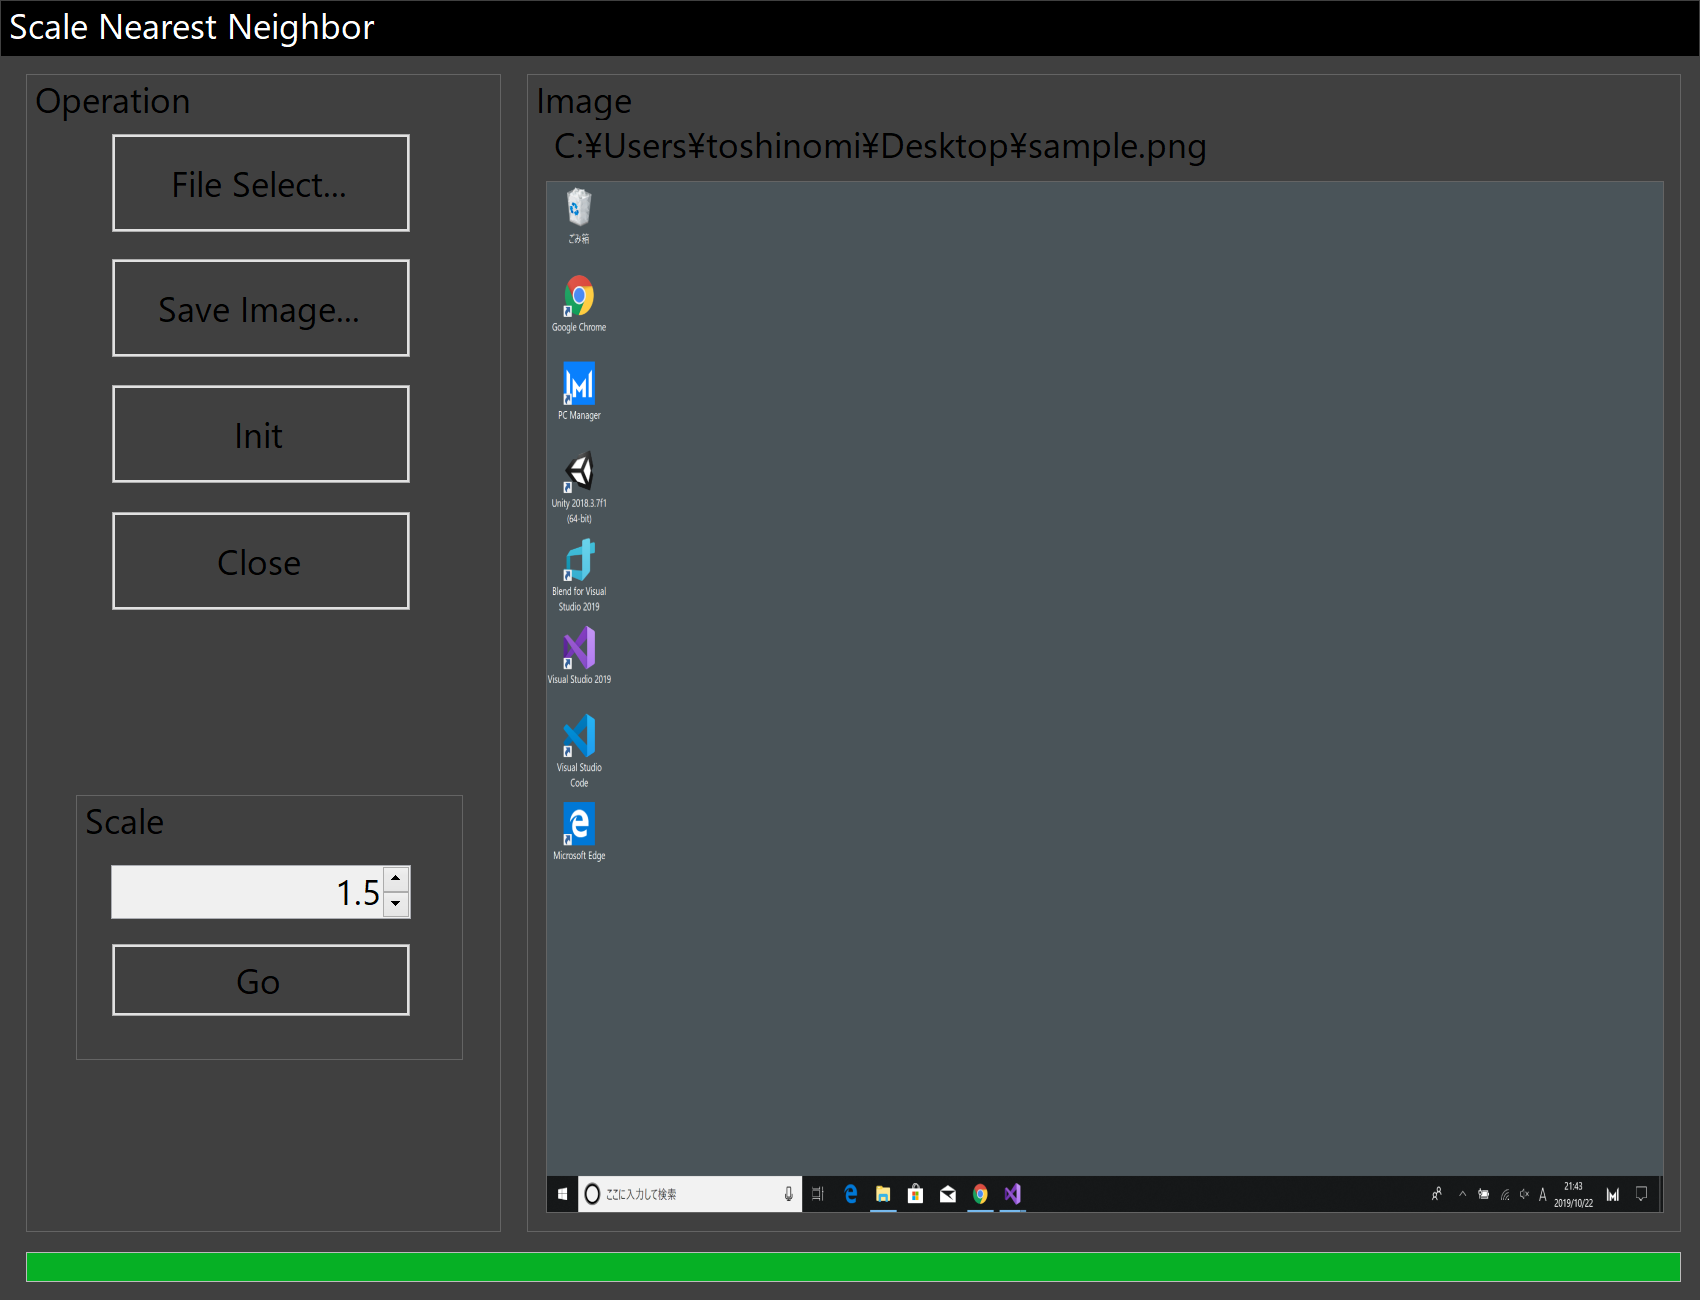 Scale Nearest Neighbor
Operation
File Select...
Save Image...
Init
Close
Scale
1.5
Go
Image
C:¥Users¥toshinomi¥Desktop¥sample.png
ごみ箱
Google Chrome
PC Manager
Unity 2018.3.7f1
(64-bit)
Blend for Visual
Studio 2019
Visual Studio 2019
Visual Studio
Code
Microsoft Edge
ここに入力して検索
A
21:43
2019/10/22